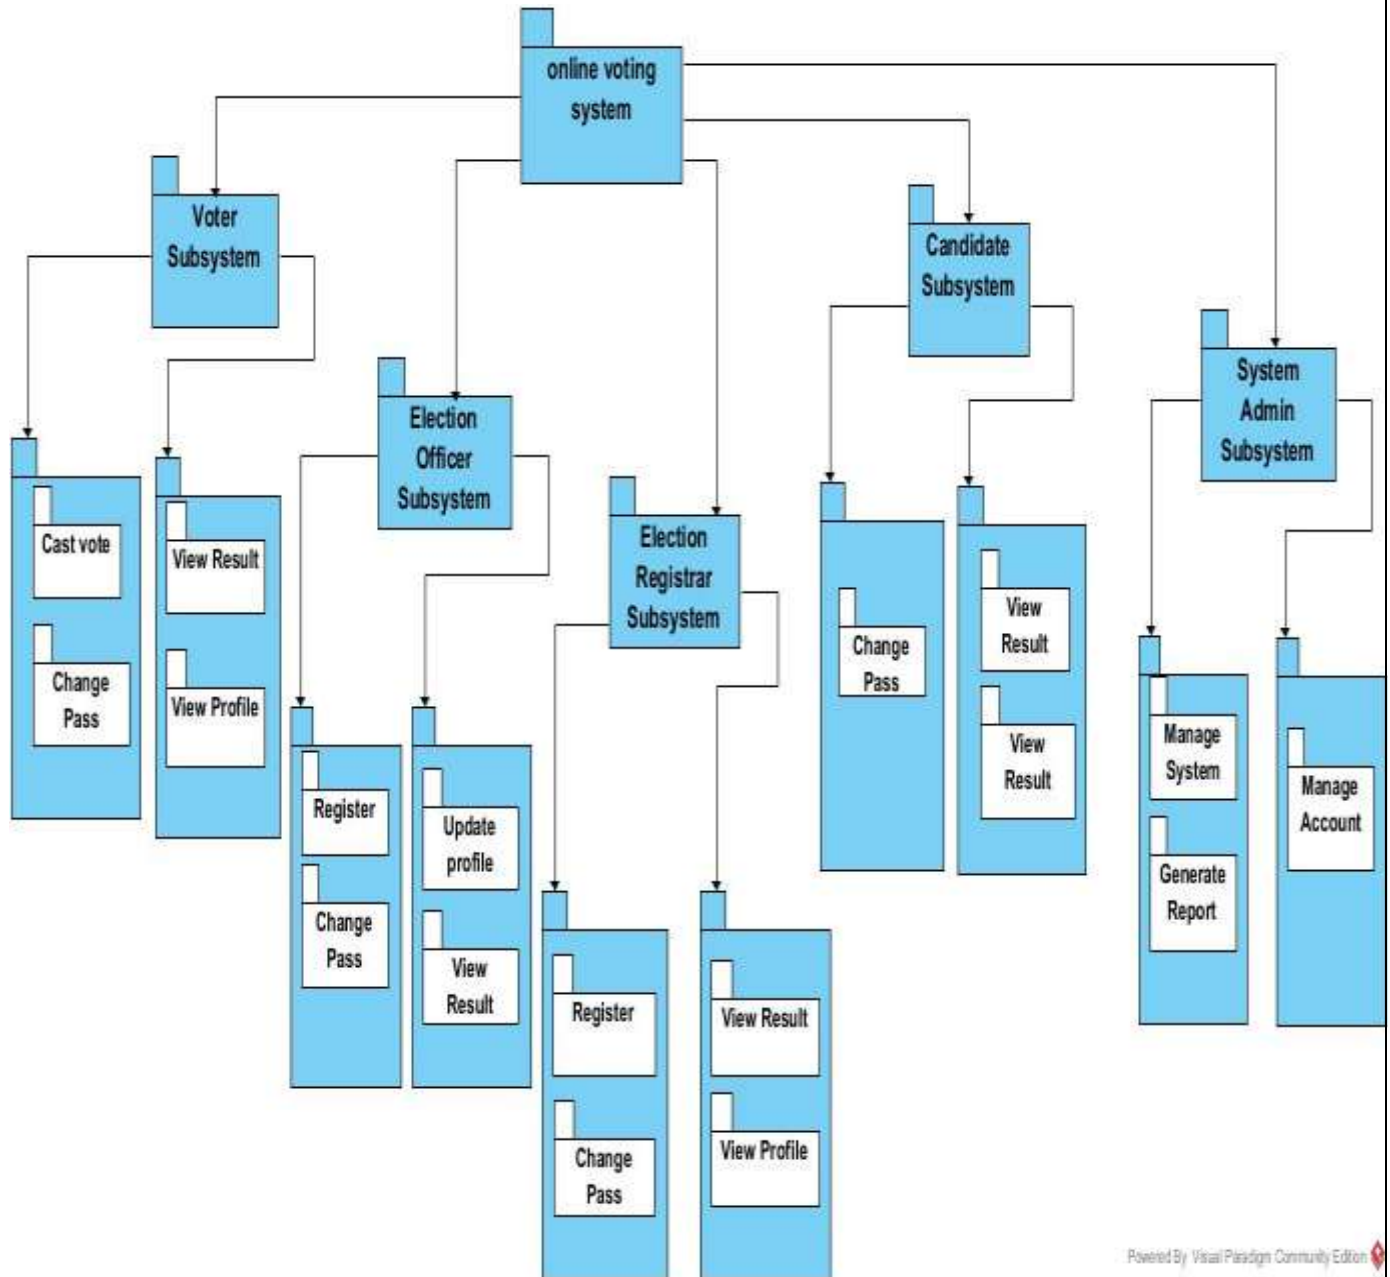 online voting
system
Voter
Subsystem
Candidate
Subsystem
System
Admin
Subsystem
Election
Officer
Subsystem
Election
Registrar
Subsystem
Cast vote
Change
Pass
View Result
View Profile
Register
Change
Pass
Update
profile
View
Result
Register
Change
Pass
View Result
View Profile
Change
Pass
View
Result
View
Result
Manage
System
Generate
Report
Manage
Account
Powered By Visual Paradigm Community Edition